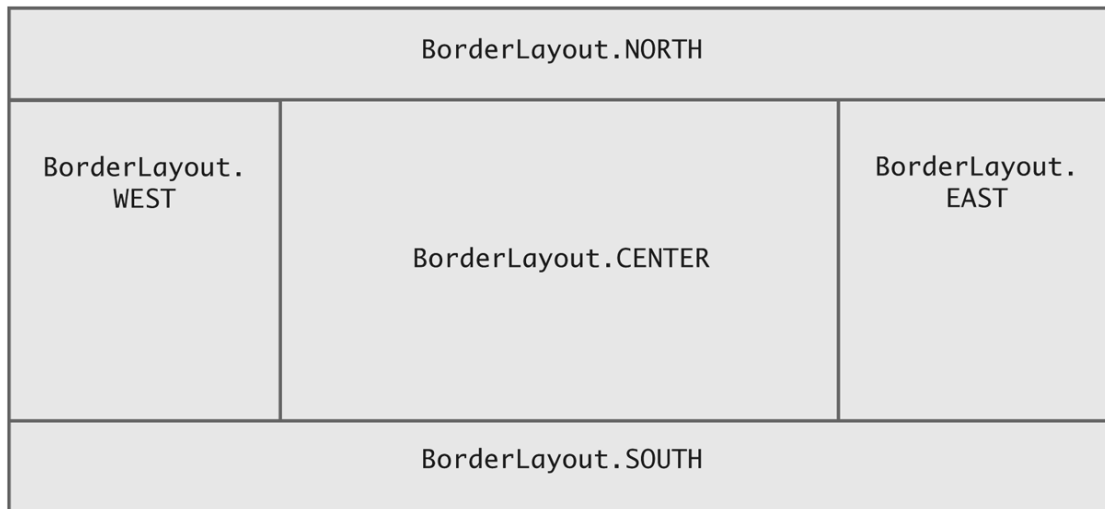 BorderLayout.NORTH
BorderLayout.
WEST
BorderLayout.CENTER
BorderLayout.
EAST
BorderLayout.SOUTH